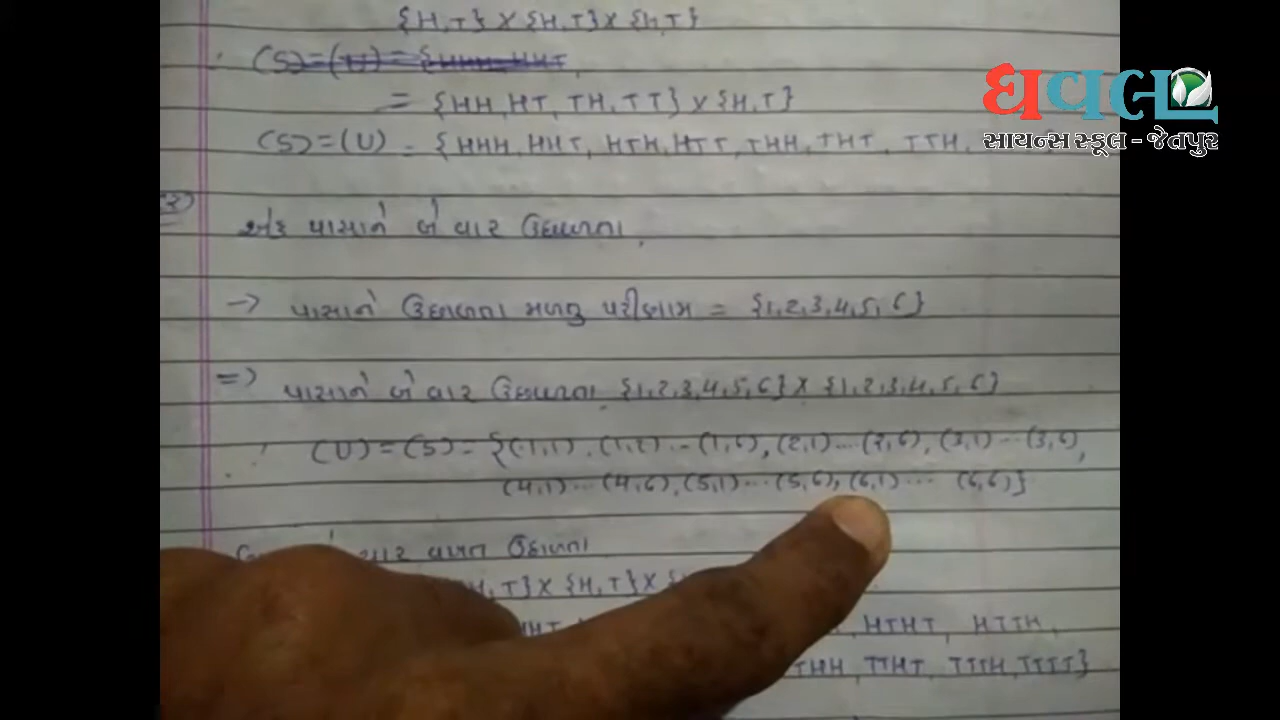 {H,T} X {H,T} X {H,T}
= {HH, HT, TH, TT} X {H,T}
(S)=(U) = {HHH, HHT, HTH, HTT, THH, THT, TTH,
ધવલ
સાયન્સ સ્કૂલ - જેતપુર
એક પાસાને બે વાર ઉછાળતા.
-> પાસાને ઉછાળતા મળતુ પરીણામ = {1,2,3,4,5,6}
=> પાસાને બે વાર ઉછાળતા {1,2,3,4,5,6} X {1,2,3,4,5,6}
∴ (U)=(S)= {(1,1), (1,2) ... (1,6), (2,1) ... (2,6), (3,1) ... (3,6),
(4,1) ... (4,6), (5,1) ... (5,6), (6,1) ... (6,6)}
ચાર વખત ઉછાળતા
H,T} X {H,T} X {H
HHT, HTHT, HTTH,
THH, TTHT, TTTH, TTTT}